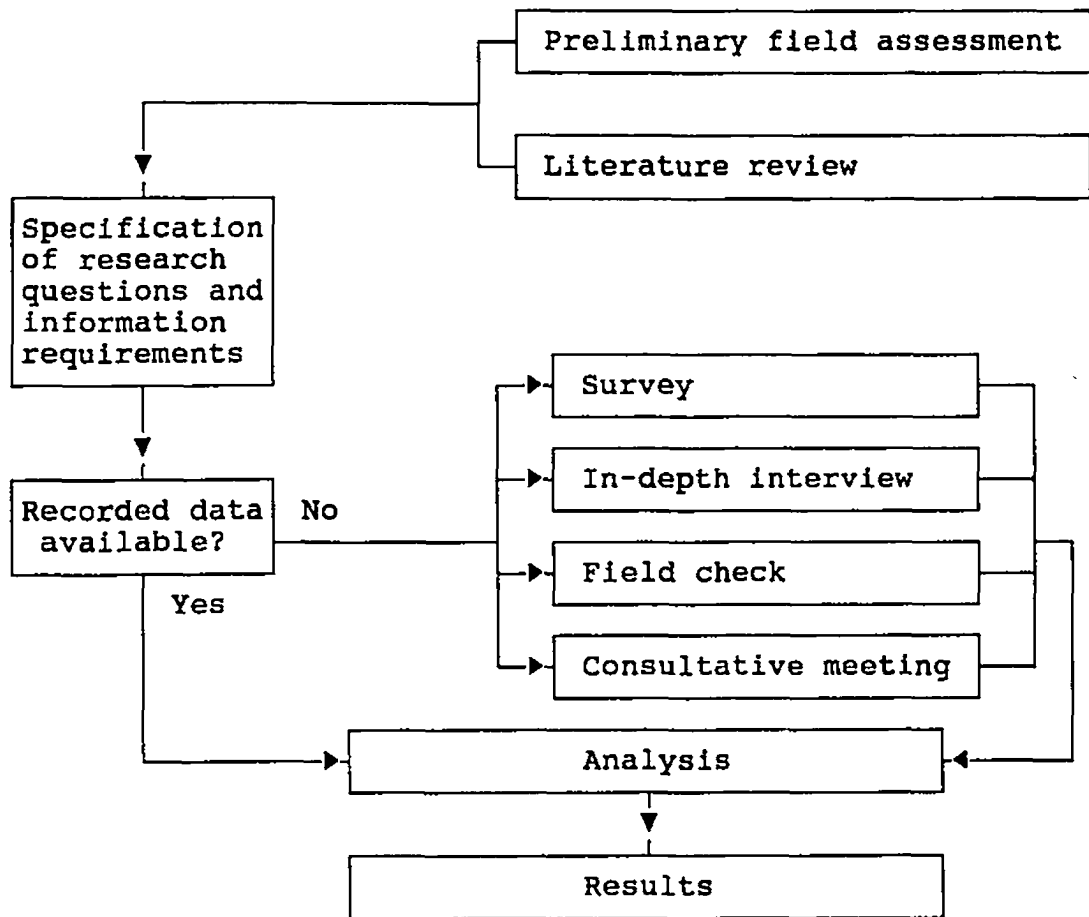 Preliminary field assessment
Literature review
Specification
of research
questions and
information
requirements
Survey
In-depth interview
Recorded data
available?
No
Field check
Yes
Consultative meeting
Analysis
Results